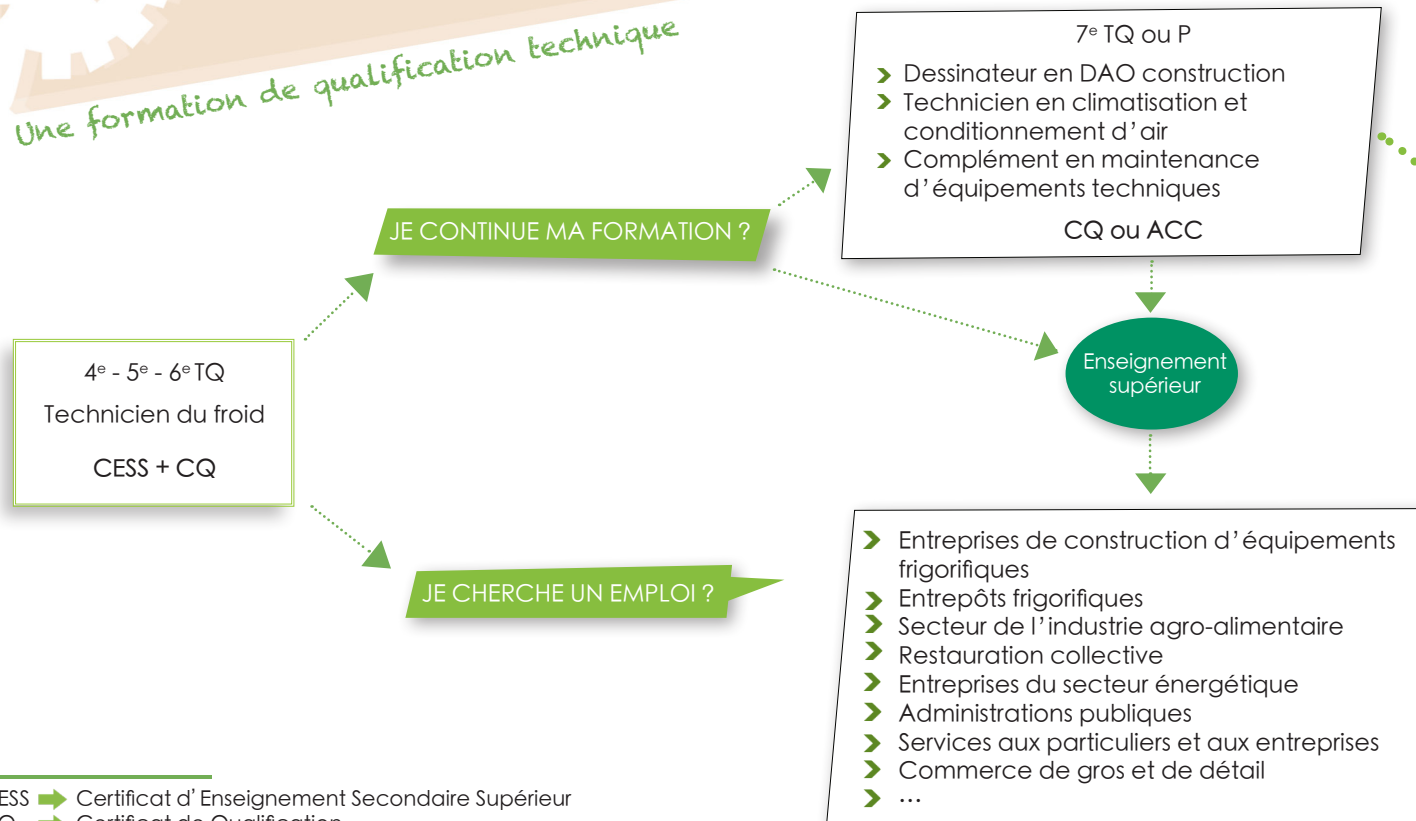 Une formation de qualification technique
7e TQ ou P
Dessinateur en DAO construction
Technicien en climatisation et
conditionnement d’air
Complément en maintenance
d’équipements techniques
CQ ou ACC
JE CONTINUE MA FORMATION ?
4e - 5e - 6e TQ
Technicien du froid
CESS + CQ
Enseignement
supérieur
JE CHERCHE UN EMPLOI ?
Entreprises de construction d’équipements
frigorifiques
Entrepôts frigorifiques
Secteur de l’industrie agro-alimentaire
Restauration collective
Entreprises du secteur énergétique
Administrations publiques
Services aux particuliers et aux entreprises
Commerce de gros et de détail
...
ESS ➡ Certificat d’Enseignement Secondaire Supérieur
Certificat de Qualification